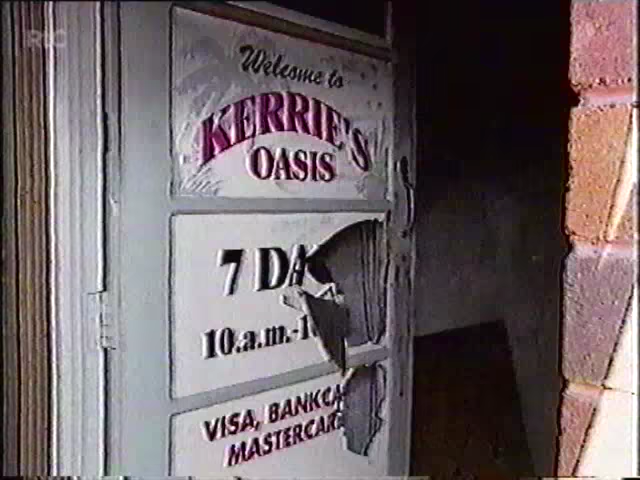 Welcome to
KERRIE'S
OASIS
7 DA
10.a.m.-1
VISA, BANKCA
MASTERCAR